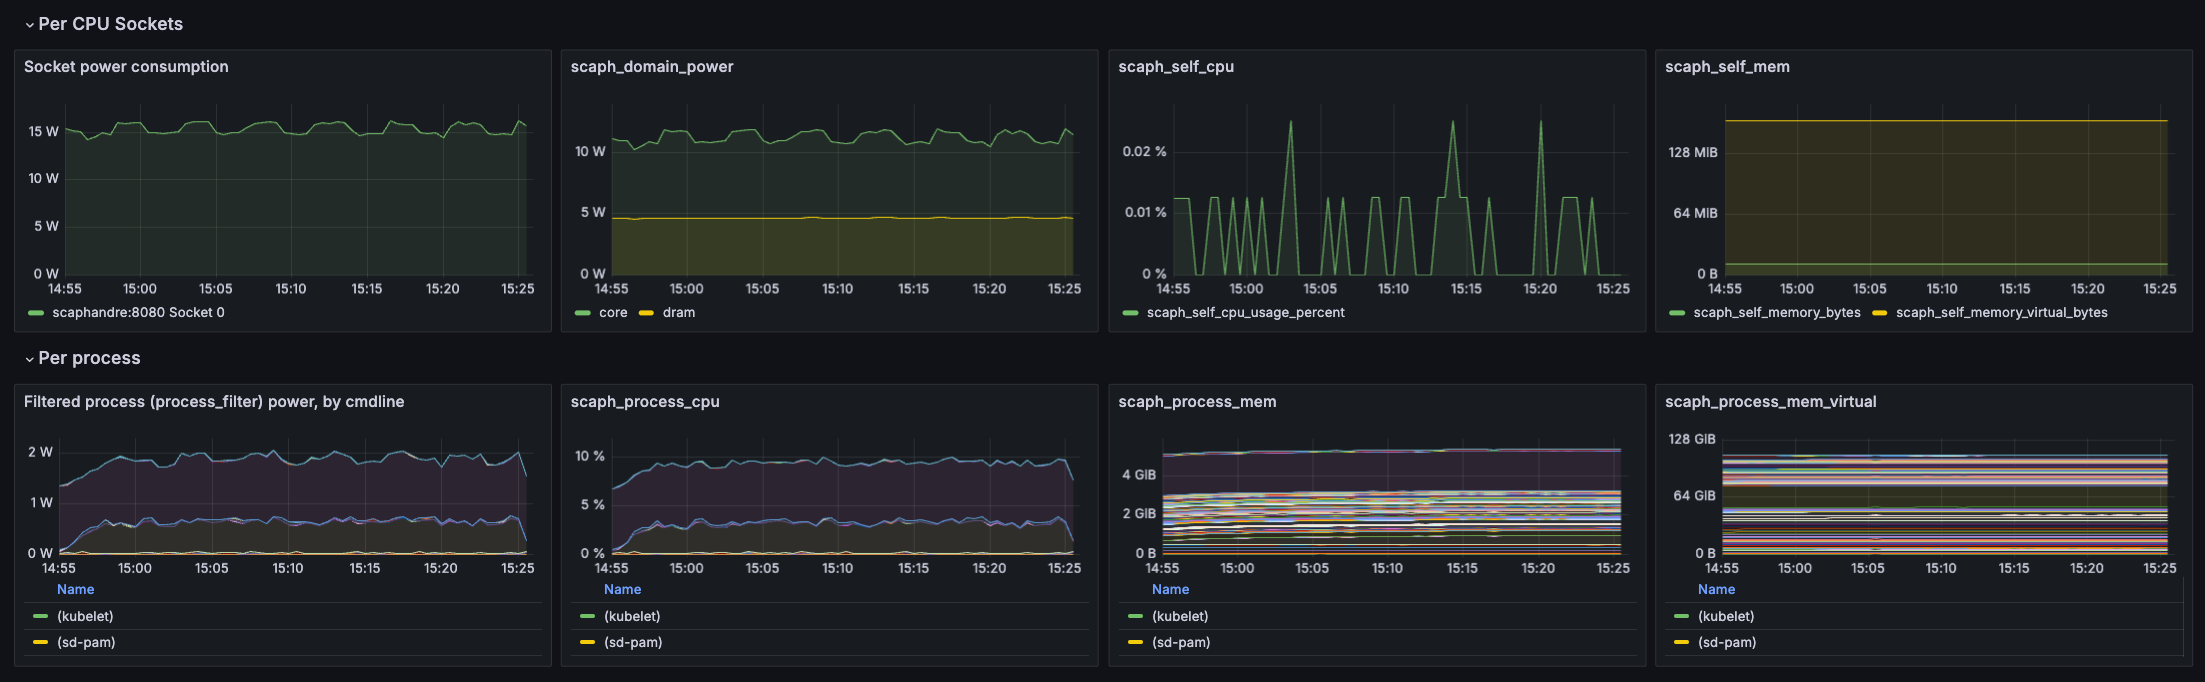 Per CPU Sockets
Socket power consumption
15 W
10 W
5 W
0 W
14:55 15:00 15:05 15:10 15:15 15:20 15:25
scaphandre:8080 Socket 0
scaph_domain_power
10 W
5 W
0 W
14:55 15:00 15:05 15:10 15:15 15:20 15:25
core dram
scaph_self_cpu
0.02 %
0.01 %
0 %
14:55 15:00 15:05 15:10 15:15 15:20 15:25
scaph_self_cpu_usage_percent
scaph_self_mem
128 MiB
64 MiB
0 B
14:55 15:00 15:05 15:10 15:15 15:20 15:25
scaph_self_memory_bytes scaph_self_memory_virtual_bytes
Per process
Filtered process (process_filter) power, by cmdline
2 W
1 W
0 W
14:55 15:00 15:05 15:10 15:15 15:20 15:25
Name
(kubelet)
(sd-pam)
scaph_process_cpu
10 %
5 %
0 %
14:55 15:00 15:05 15:10 15:15 15:20 15:25
Name
(kubelet)
(sd-pam)
scaph_process_mem
4 GiB
2 GiB
0 B
14:55 15:00 15:05 15:10 15:15 15:20 15:25
Name
(kubelet)
(sd-pam)
scaph_process_mem_virtual
128 GiB
64 GiB
0 B
14:55 15:00 15:05 15:10 15:15 15:20 15:25
Name
(kubelet)
(sd-pam)